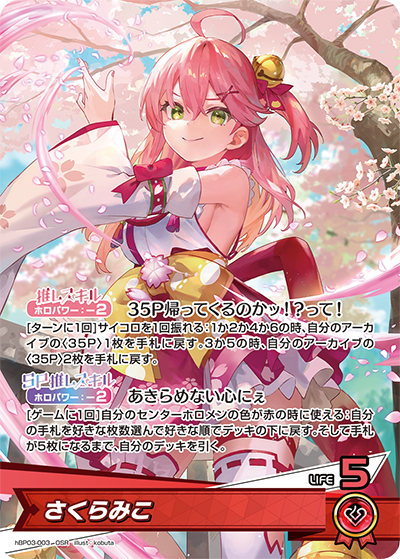 推しスキル
ホロパワー:-2
35P帰ってくるのかッ!?って!
[ターンに1回]サイコロを1回振れる:1か2か4か6の時、自分のアーカ
イブの〈35P〉1枚を手札に戻す。3か5の時、自分のアーカイブの
〈35P〉2枚を手札に戻す。
SP推しスキル
ホロパワー:-2
あきらめない心にぇ
[ゲームに1回]自分のセンターホロメンの色が赤の時に使える:自分
の手札を好きな枚数選んで好きな順でデッキの下に戻す。そして手札
が5枚になるまで、自分のデッキを引く。
LIFE 5
さくらみこ
hBP03-003 OSR illust:kobuta